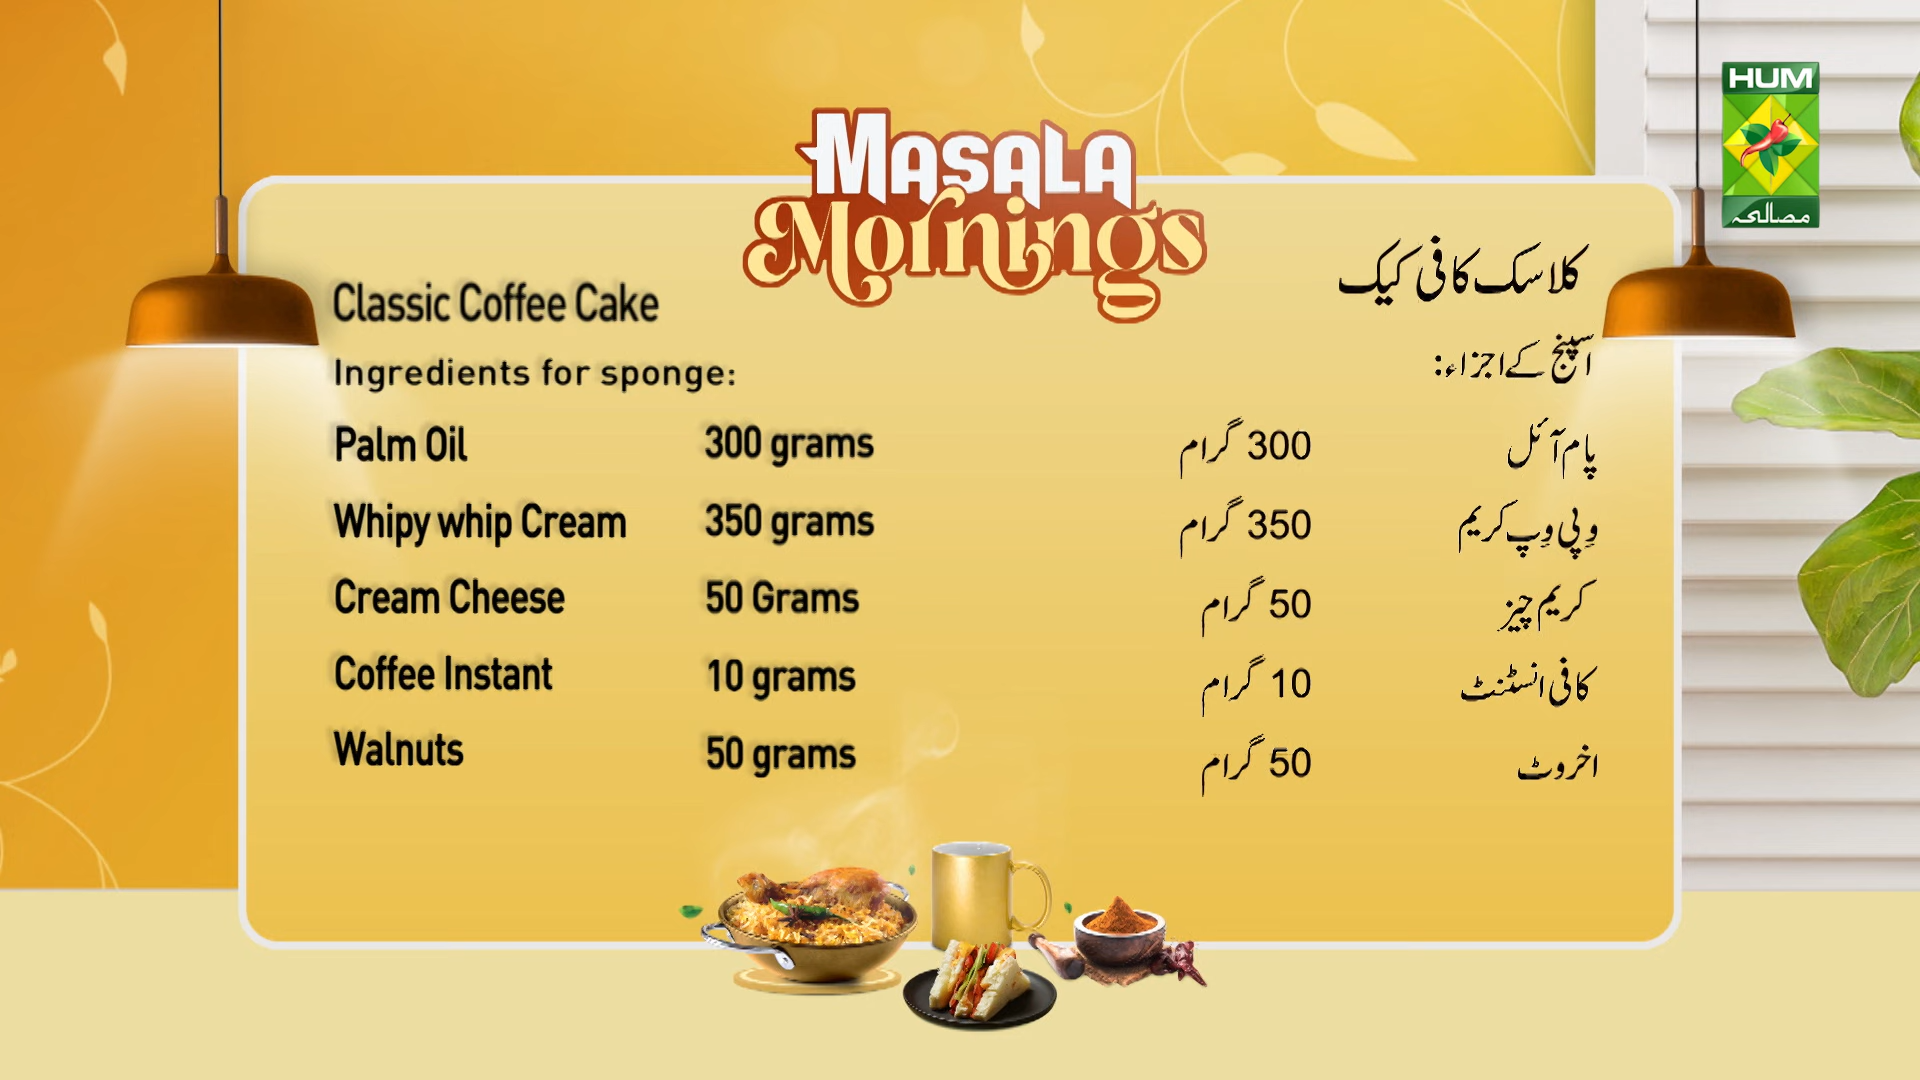 HUM
مصالحہ
MASALA
Mornings
Classic Coffee Cake
کلاسک کافی کیک
Ingredients for sponge:
اسپنج کے اجزاء:
Palm Oil 300 grams 300 گرام پام آئل
Whipy whip Cream 350 grams 350 گرام وِپی وِپ کریم
Cream Cheese 50 Grams 50 گرام کریم چیز
Coffee Instant 10 grams 10 گرام کافی انسٹنٹ
Walnuts 50 grams 50 گرام اخروٹ